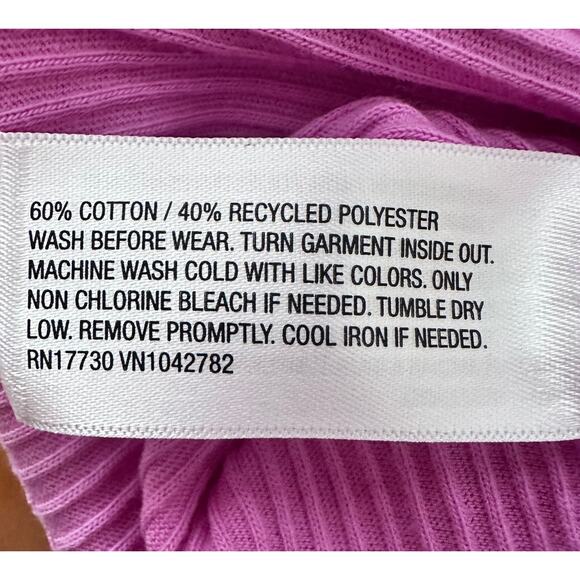 60% COTTON / 40% RECYCLED POLYESTER
WASH BEFORE WEAR. TURN GARMENT INSIDE OUT.
MACHINE WASH COLD WITH LIKE COLORS. ONLY
NON CHLORINE BLEACH IF NEEDED. TUMBLE DRY
LOW. REMOVE PROMPTLY. COOL IRON IF NEEDED.
RN17730 VN1042782